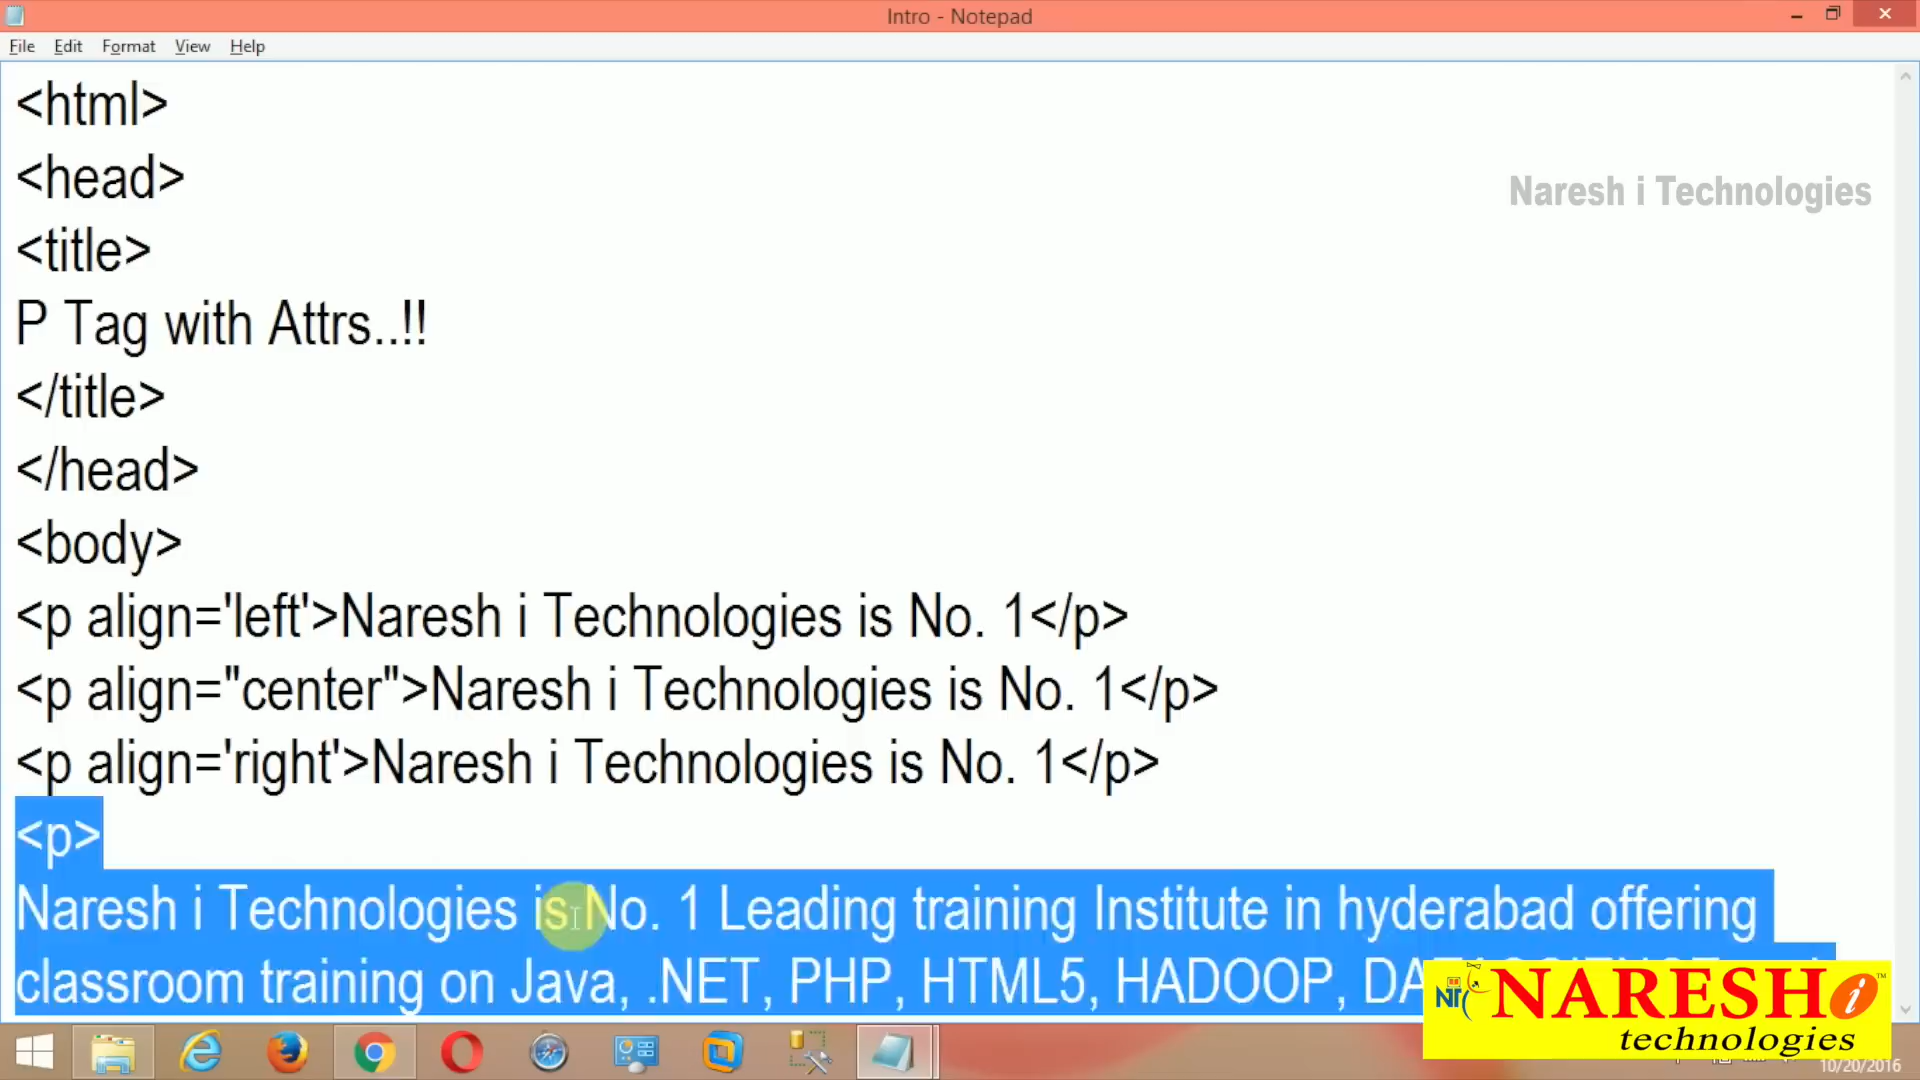 Intro - Notepad
File Edit Format View Help
<html>
<head>
<title>
P Tag with Attrs..!!
</title>
</head>
<body>
<p align='left'>Naresh i Technologies is No. 1</p>
<p align="center">Naresh i Technologies is No. 1</p>
<p align='right'>Naresh i Technologies is No. 1</p>
<p>
Naresh i Technologies is No. 1 Leading training Institute in hyderabad offering
classroom training on Java, .NET, PHP, HTML5, HADOOP,
Naresh i Technologies
NARESH i
technologies
10/20/2016